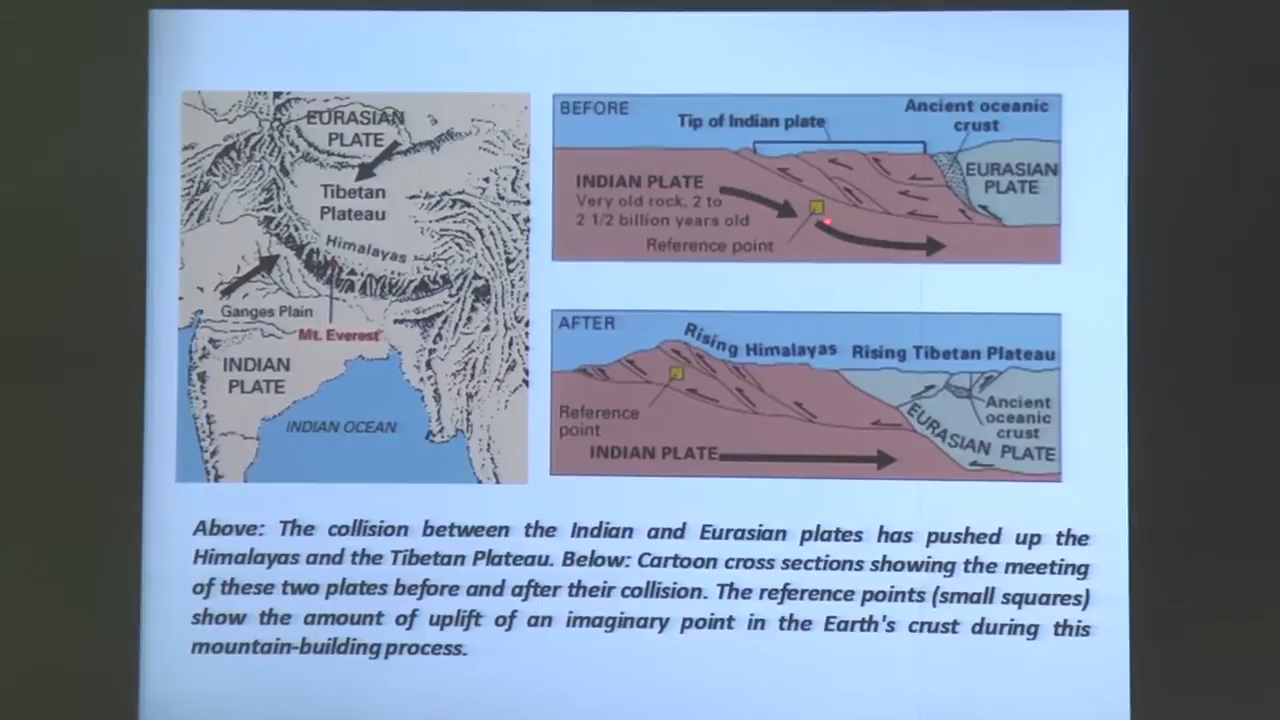 EURASIAN
PLATE
Tibetan
Plateau
Himalayas
Ganges Plain
Mt. Everest
INDIAN
PLATE
INDIAN OCEAN
BEFORE
Tip of Indian plate
Ancient oceanic
crust
EURASIAN
PLATE
INDIAN PLATE
Very old rock, 2 to
2 1/2 billion years old
Reference point
AFTER
Rising Himalayas
Rising Tibetan Plateau
Reference
point
Ancient
oceanic
crust
EURASIAN PLATE
INDIAN PLATE
Above: The collision between the Indian and Eurasian plates has pushed up the
Himalayas and the Tibetan Plateau. Below: Cartoon cross sections showing the meeting
of these two plates before and after their collision. The reference points (small squares)
show the amount of uplift of an imaginary point in the Earth's crust during this
mountain-building process.